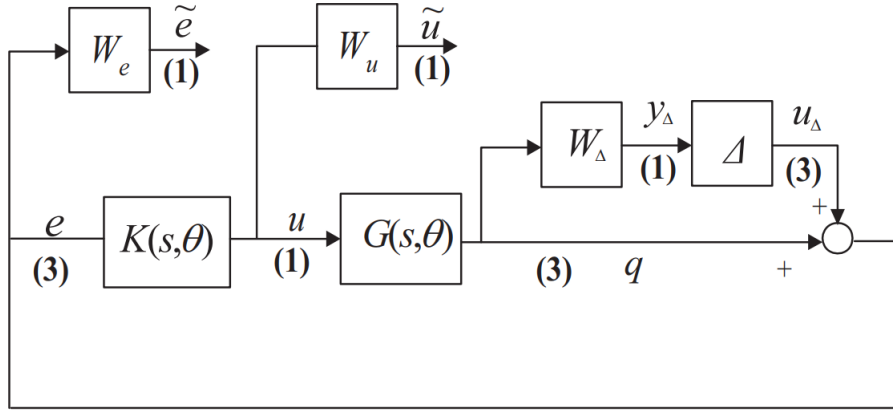 W_e
ẽ
(1)
W_u
ũ
(1)
W_Δ
y_Δ
(1)
Δ
u_Δ
(3)
+
e
(3)
K(s,θ)
u
(1)
G(s,θ)
(3)
q
+